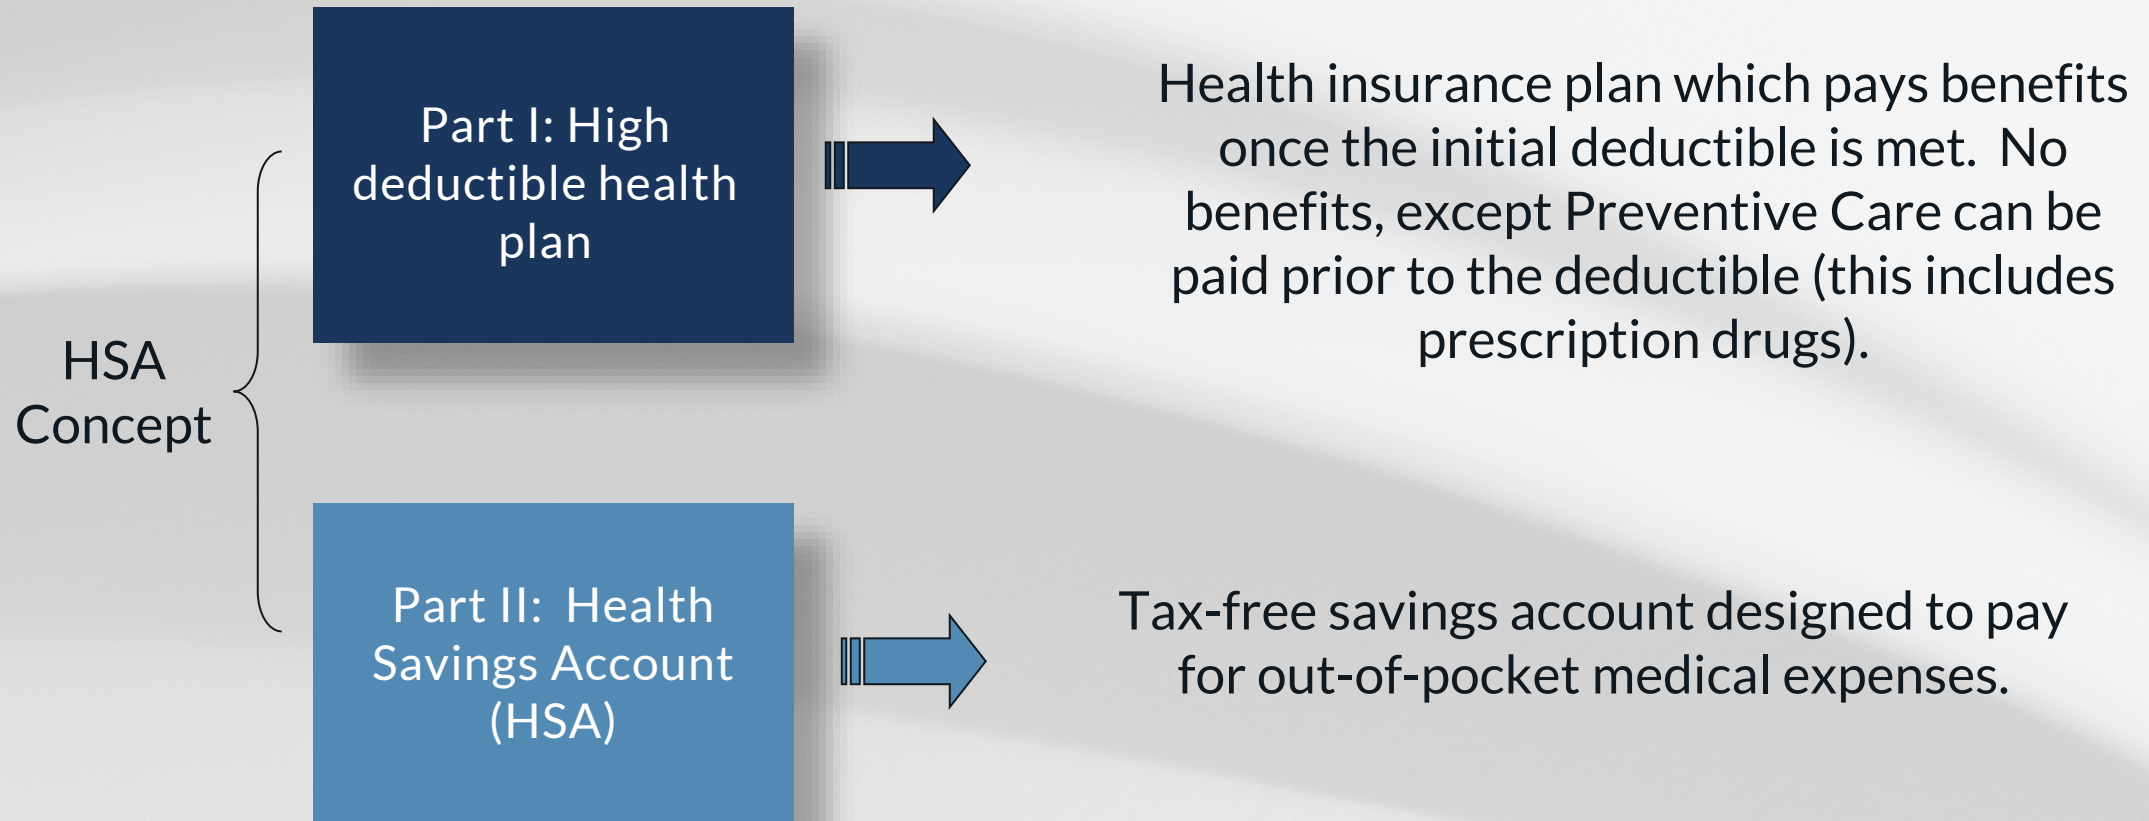 HSA
Concept
Part I: High
deductible health
plan
Health insurance plan which pays benefits
once the initial deductible is met.  No
benefits, except Preventive Care can be
paid prior to the deductible (this includes
prescription drugs).
Part II:  Health
Savings Account
(HSA)
Tax-free savings account designed to pay
for out-of-pocket medical expenses.